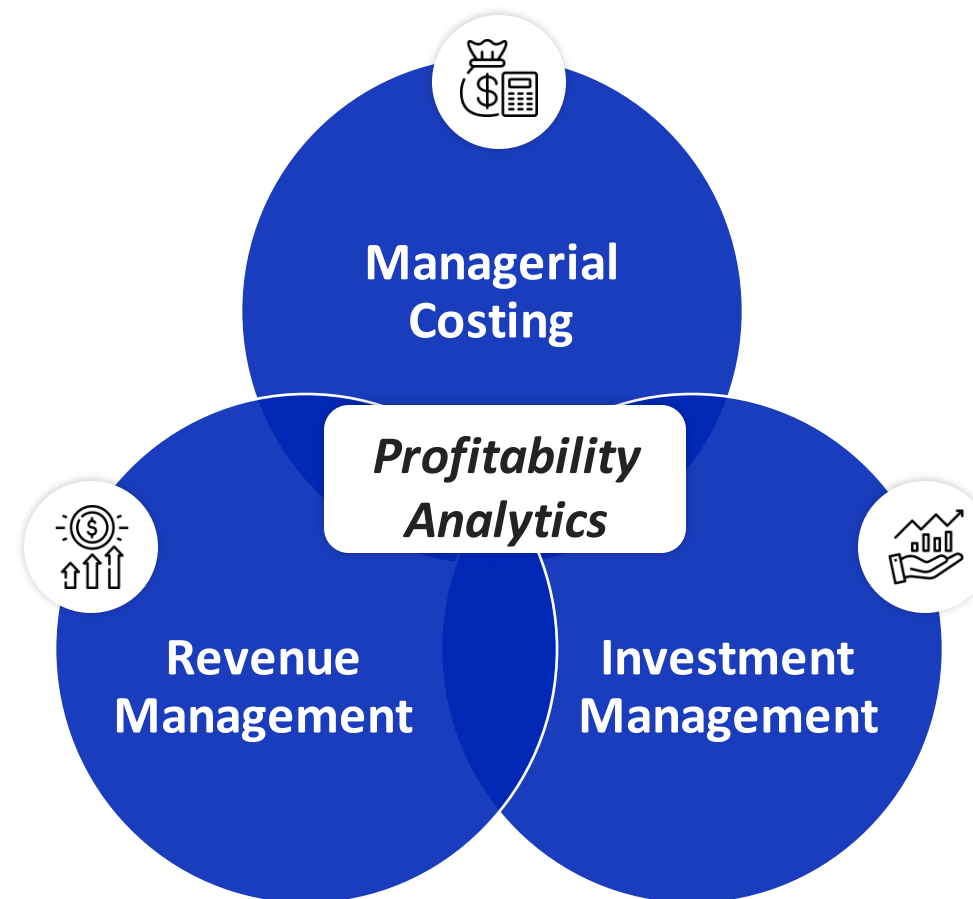 Managerial
Costing
Profitability
Analytics
Revenue
Management
Investment
Management